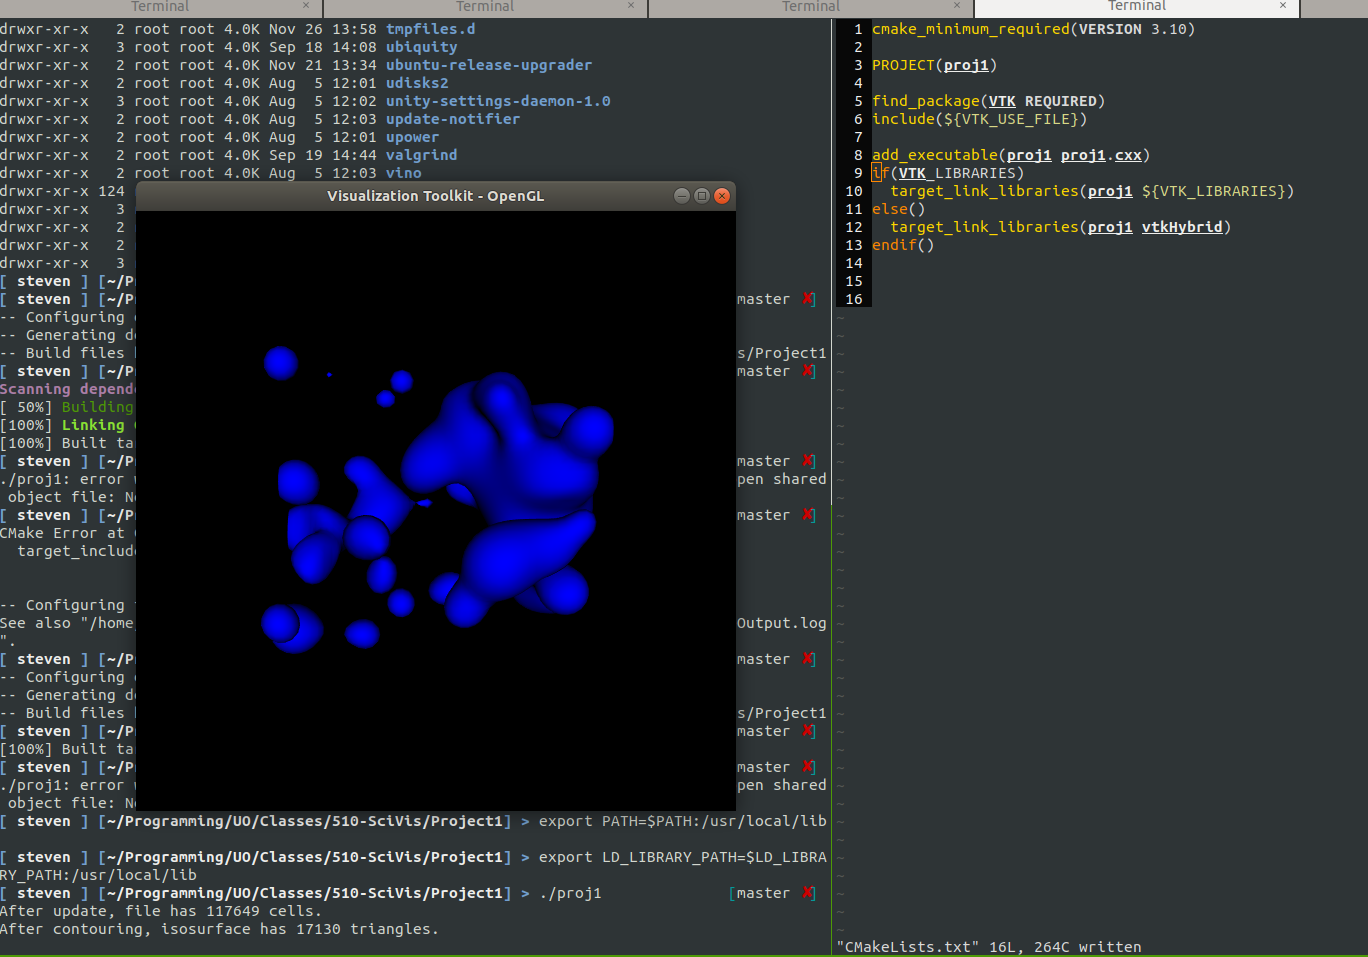 Terminal × Terminal × Terminal × Terminal ×
drwxr-xr-x 2 root root 4.0K Nov 26 13:58 tmpfiles.d
drwxr-xr-x 3 root root 4.0K Sep 18 14:08 ubiquity
drwxr-xr-x 2 root root 4.0K Nov 21 13:34 ubuntu-release-upgrader
drwxr-xr-x 2 root root 4.0K Aug 5 12:01 udisks2
drwxr-xr-x 3 root root 4.0K Aug 5 12:02 unity-settings-daemon-1.0
drwxr-xr-x 2 root root 4.0K Aug 5 12:03 update-notifier
drwxr-xr-x 2 root root 4.0K Aug 5 12:01 upower
drwxr-xr-x 2 root root 4.0K Sep 19 14:44 valgrind
drwxr-xr-x 2 root root 4.0K Aug 5 12:03 vino
drwxr-xr-x 124
drwxr-xr-x 3
drwxr-xr-x 2
drwxr-xr-x 2
drwxr-xr-x 3
[ steven ] [~/P
[ steven ] [~/P master ✘]
-- Configuring
-- Generating
-- Build files s/Project1
[ steven ] [~/P master ✘]
Scanning depend
[ 50%] Building
[100%] Linking
[100%] Built ta
[ steven ] [~/P master ✘]
./proj1: error pen shared
object file: N
[ steven ] [~/P master ✘]
CMake Error at
target_includ
-- Configuring
See also "/home Output.log
".
[ steven ] [~/P master ✘]
-- Configuring
-- Generating
-- Build files s/Project1
[ steven ] [~/P master ✘]
[100%] Built ta
[ steven ] [~/P master ✘]
./proj1: error pen shared
object file: N
[ steven ] [~/Programming/UO/Classes/510-SciVis/Project1] > export PATH=$PATH:/usr/local/lib
[ steven ] [~/Programming/UO/Classes/510-SciVis/Project1] > export LD_LIBRARY_PATH=$LD_LIBRA
RY_PATH:/usr/local/lib
[ steven ] [~/Programming/UO/Classes/510-SciVis/Project1] > ./proj1 [master ✘]
After update, file has 117649 cells.
After contouring, isosurface has 17130 triangles.
Visualization Toolkit - OpenGL
1 cmake_minimum_required(VERSION 3.10)
2
3 PROJECT(proj1)
4
5 find_package(VTK REQUIRED)
6 include(${VTK_USE_FILE})
7
8 add_executable(proj1 proj1.cxx)
9 if(VTK_LIBRARIES)
10 target_link_libraries(proj1 ${VTK_LIBRARIES})
11 else()
12 target_link_libraries(proj1 vtkHybrid)
13 endif()
14
15
16
"CMakeLists.txt" 16L, 264C written